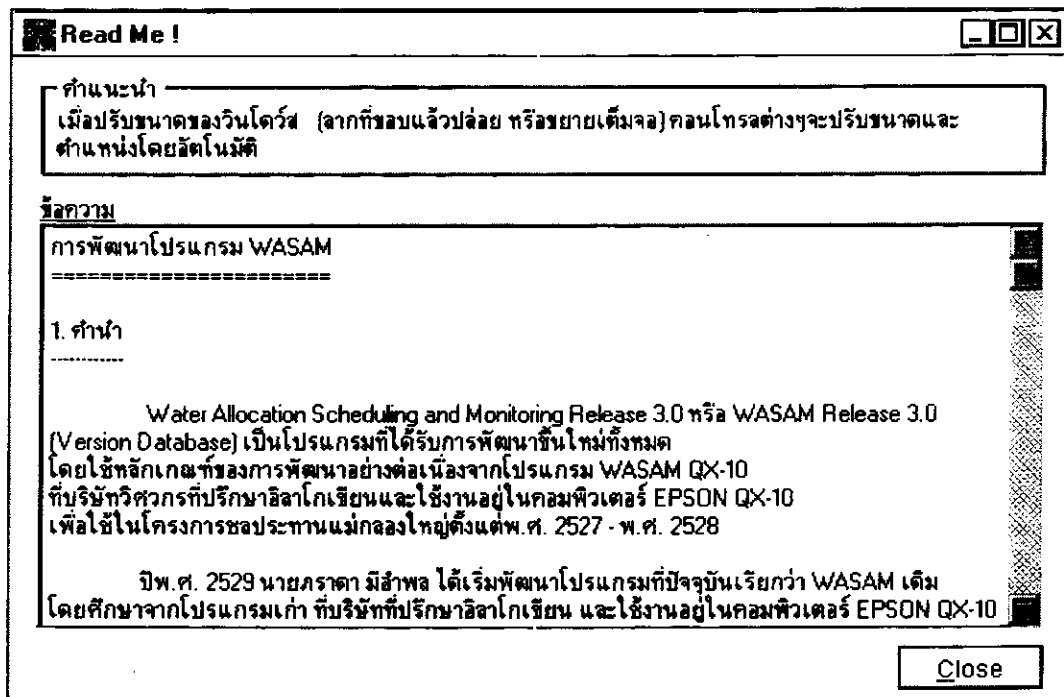 Read Me !
คำแนะนำ
เมื่อปรับขนาดของวินโดว์ส (ลากที่ขอบแล้วปล่อย หรือขยายเต็มจอ) คอนโทรลต่างๆจะปรับขนาดและ
ตำแหน่งโดยอัตโนมัติ
ข้อความ
การพัฒนาโปรแกรม WASAM
=======================
1. คำนำ
------------
Water Allocation Scheduling and Monitoring Release 3.0 หรือ WASAM Release 3.0
(Version Database) เป็นโปรแกรมที่ได้รับการพัฒนาขึ้นใหม่ทั้งหมด
โดยใช้หลักเกณฑ์ของการพัฒนาอย่างต่อเนื่องจากโปรแกรม WASAM QX-10
ที่บริษัทวิศวกรที่ปรึกษาอิลาโกเขียนและใช้งานอยู่ในคอมพิวเตอร์ EPSON QX-10
เพื่อใช้ในโครงการชลประทานแม่กลองใหญ่ตั้งแต่พ.ศ. 2527 - พ.ศ. 2528
ปีพ.ศ. 2529 นายภราดา มีอำพล ได้เริ่มพัฒนาโปรแกรมที่ปัจจุบันเรียกว่า WASAM เดิม
โดยศึกษาจากโปรแกรมเก่า ที่บริษัทที่ปรึกษาอิลาโกเขียน และใช้งานอยู่ในคอมพิวเตอร์ EPSON QX-10
Close